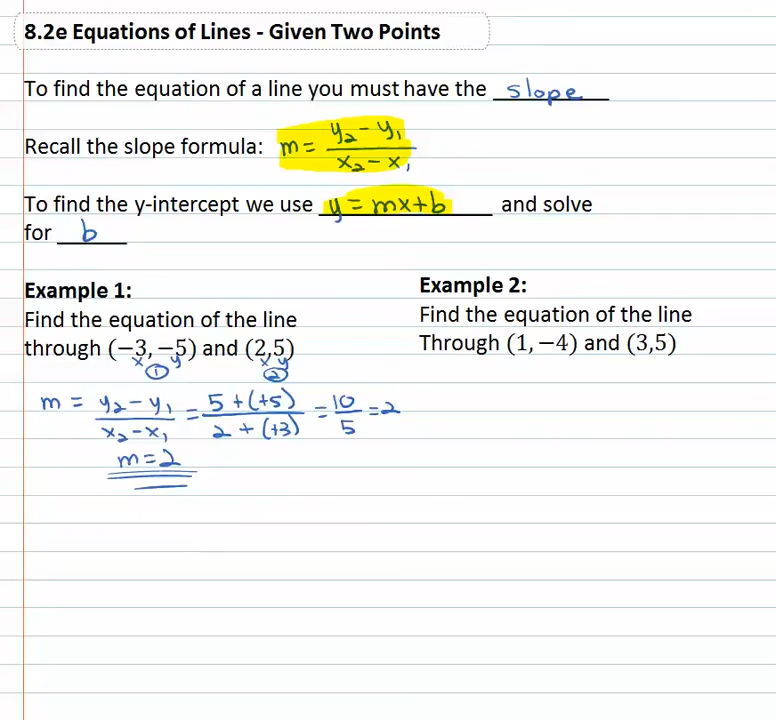 8.2e Equations of Lines - Given Two Points
To find the equation of a line you must have the slope
Recall the slope formula: m = y₂ - y₁ / x₂ - x₁
To find the y-intercept we use y = mx+b and solve
for b
Example 1:
Find the equation of the line
through (−3, −5) and (2,5)
x ① y x y ②
m = y₂ - y₁ / x₂ - x₁ = 5 + (+5) / 2 + (+3) = 10 / 5 = 2
m = 2
Example 2:
Find the equation of the line
Through (1, −4) and (3,5)